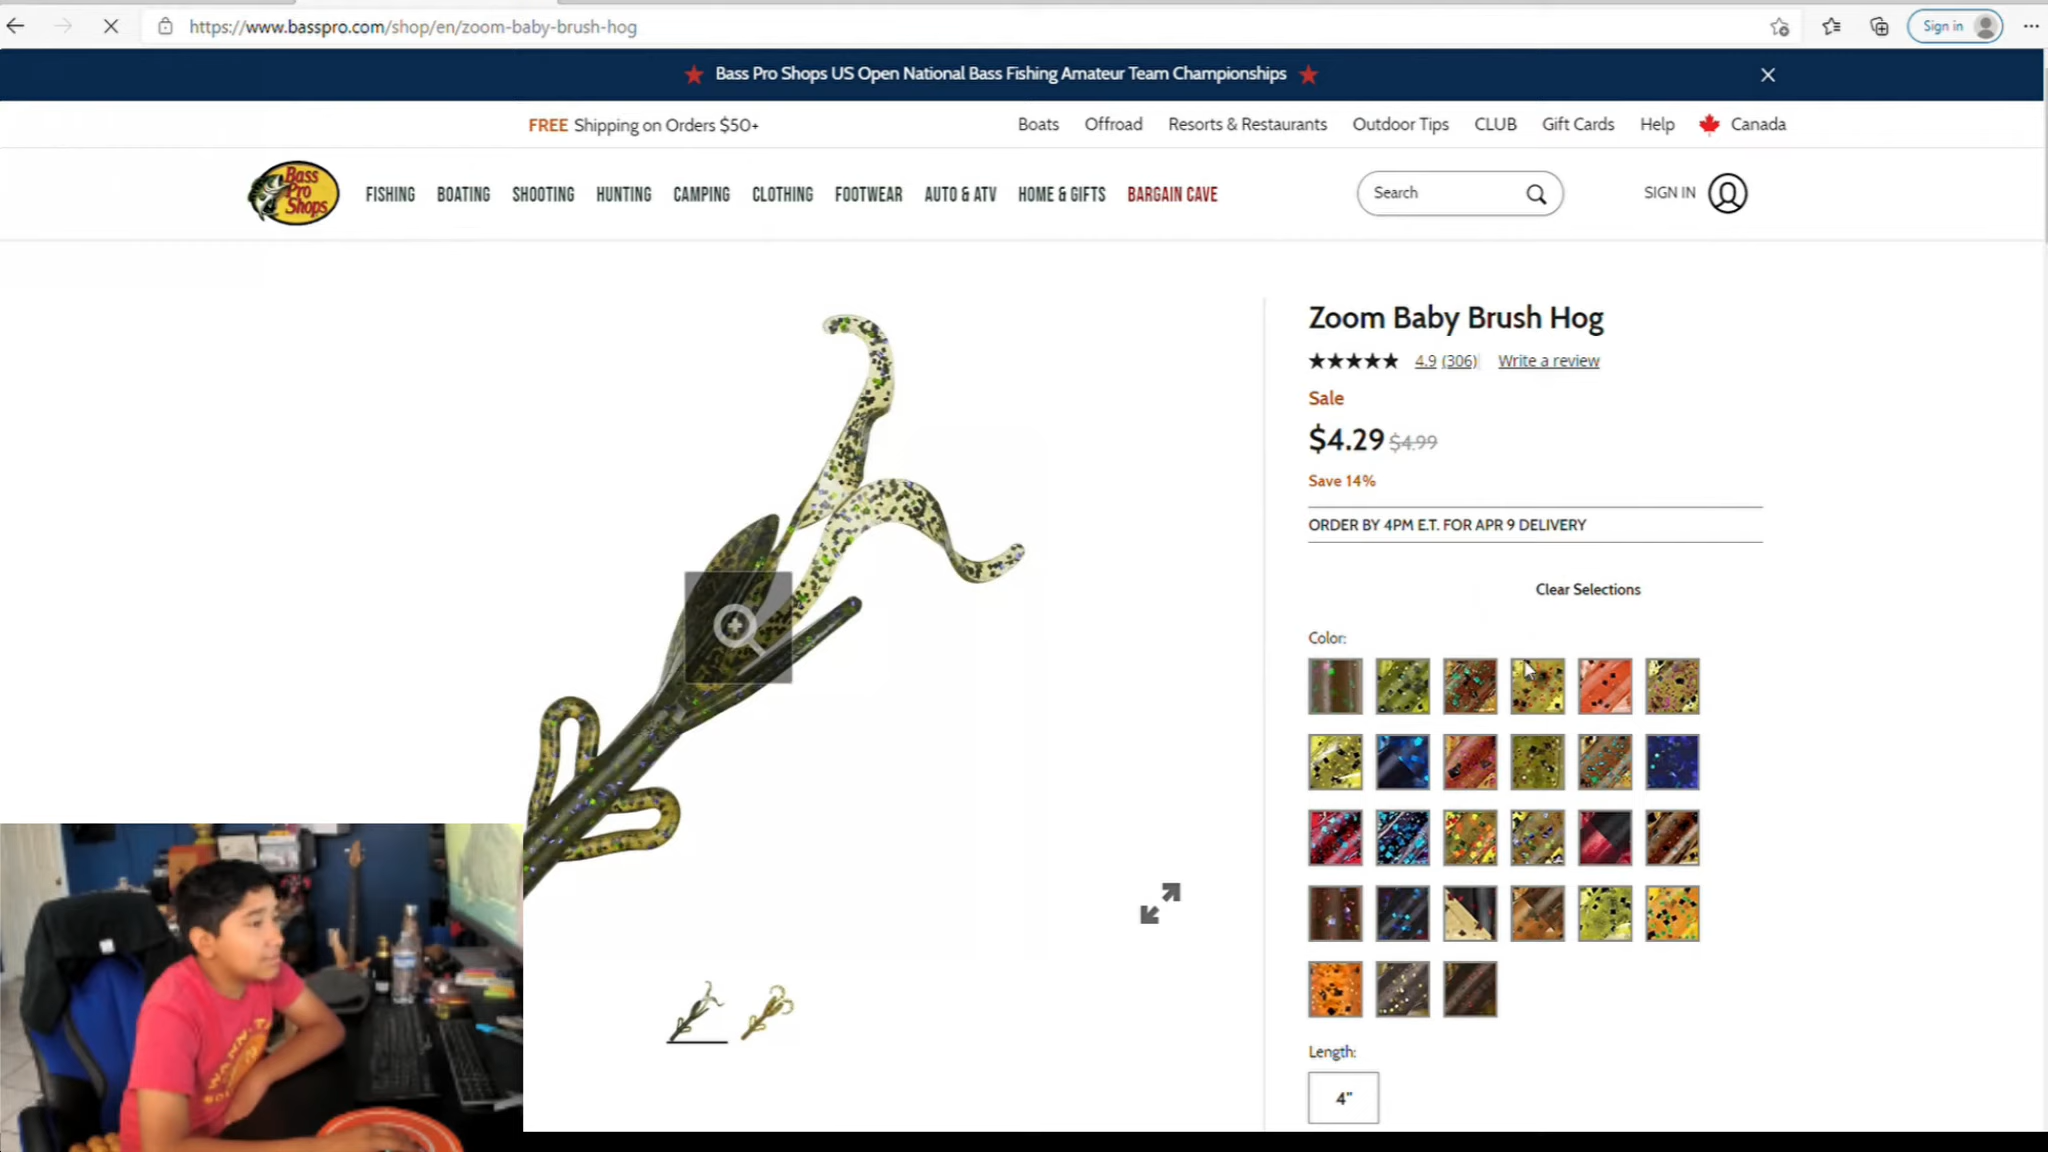 https://www.basspro.com/shop/en/zoom-baby-brush-hog
Sign in
Bass Pro Shops US Open National Bass Fishing Amateur Team Championships
FREE Shipping on Orders $50+
Boats Offroad Resorts & Restaurants Outdoor Tips CLUB Gift Cards Help Canada
Bass
Pro
Shops
FISHING BOATING SHOOTING HUNTING CAMPING CLOTHING FOOTWEAR AUTO & ATV HOME & GIFTS BARGAIN CAVE
Search
SIGN IN
Zoom Baby Brush Hog
4.9 (306) Write a review
Sale
$4.29 $4.99
Save 14%
ORDER BY 4PM E.T. FOR APR 9 DELIVERY
Clear Selections
Color:
Length:
4"